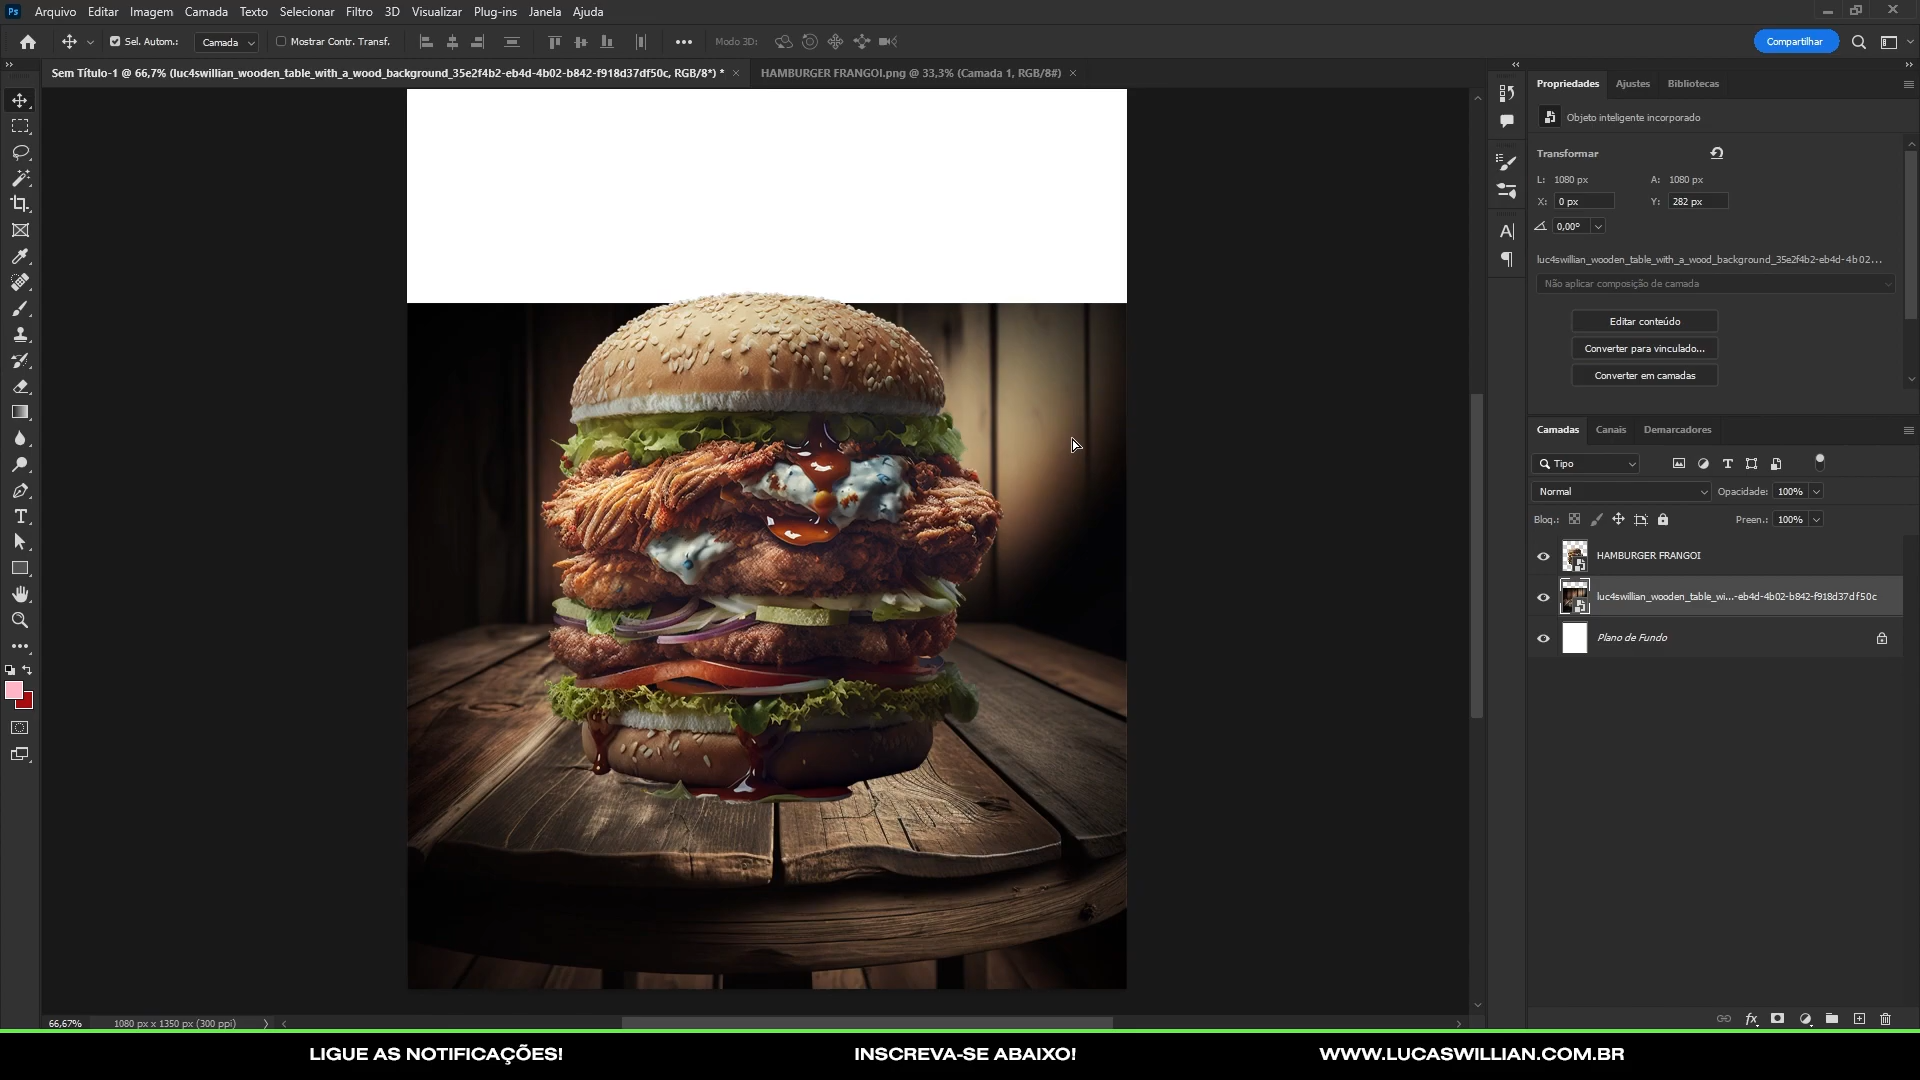 Ps Arquivo Editar Imagem Camada Texto Selecionar Filtro 3D Visualizar Plug-ins Janela Ajuda
Sel. Autom.: Camada Mostrar Contr. Transf. Modo 3D: Compartilhar
Sem Título-1 @ 66,7% (luc4swillian_wooden_table_with_a_wood_background_35e2f4b2-eb4d-4b02-b842-f918d37df50c, RGB/8*) * HAMBURGER FRANGOI.png @ 33,3% (Camada 1, RGB/8#)
Propriedades Ajustes Bibliotecas
Objeto inteligente incorporado
Transformar
L: 1080 px A: 1080 px
X: 0 px Y: 282 px
0,00°
luc4swillian_wooden_table_with_a_wood_background_35e2f4b2-eb4d-4b02...
Não aplicar composição de camada
Editar conteúdo
Converter para vinculado...
Converter em camadas
Camadas Canais Demarcadores
Tipo
Normal Opacidade: 100%
Bloq.: Preen.: 100%
HAMBURGER FRANGOI
luc4swillian_wooden_table_wi...-eb4d-4b02-b842-f918d37df50c
Plano de Fundo
66,67% 1080 px x 1350 px (300 ppi)
LIGUE AS NOTIFICAÇÕES! INSCREVA-SE ABAIXO! WWW.LUCASWILLIAN.COM.BR